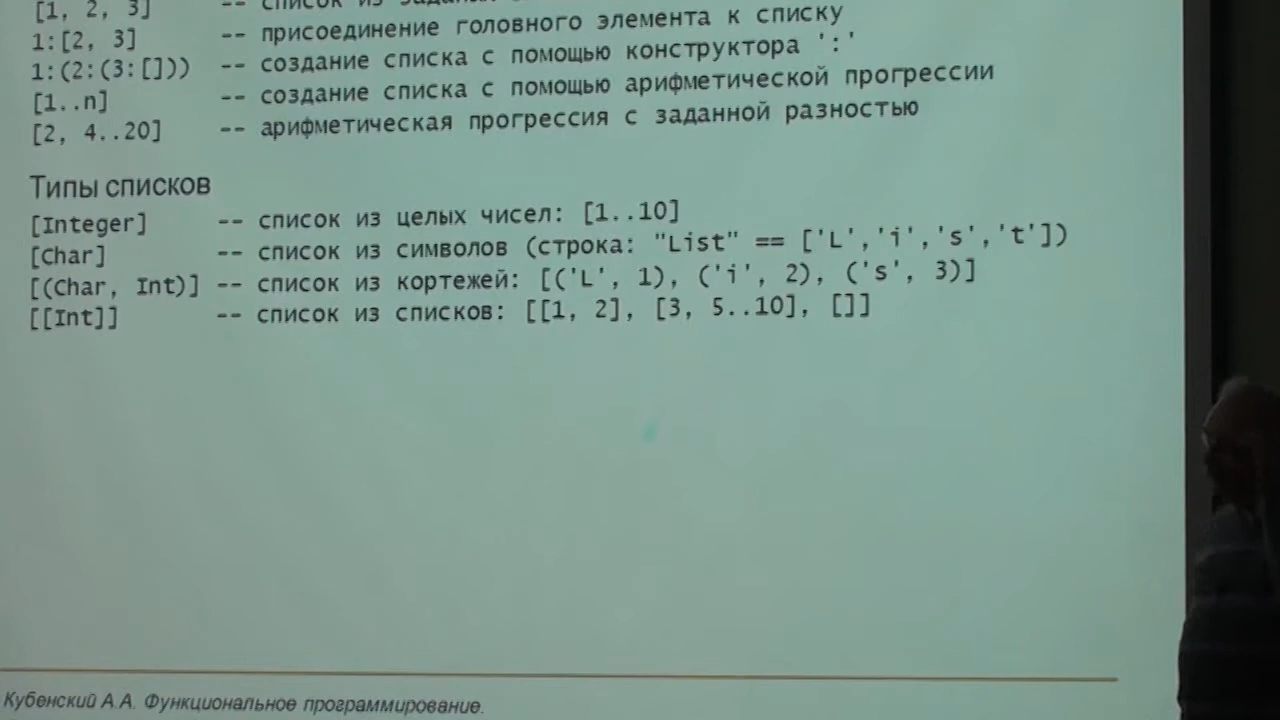 [1, 2, 3] -- список из
1:[2, 3] -- присоединение головного элемента к списку
1:(2:(3:[])) -- создание списка с помощью конструктора ':'
[1..n] -- создание списка с помощью арифметической прогрессии
[2, 4..20] -- арифметическая прогрессия с заданной разностью
Типы списков
[Integer] -- список из целых чисел: [1..10]
[Char] -- список из символов (строка: "List" == ['L','i','s','t'])
[(Char, Int)] -- список из кортежей: [('L', 1), ('i', 2), ('s', 3)]
[[Int]] -- список из списков: [[1, 2], [3, 5..10], []]
Кубенский А.А. Функциональное программирование.